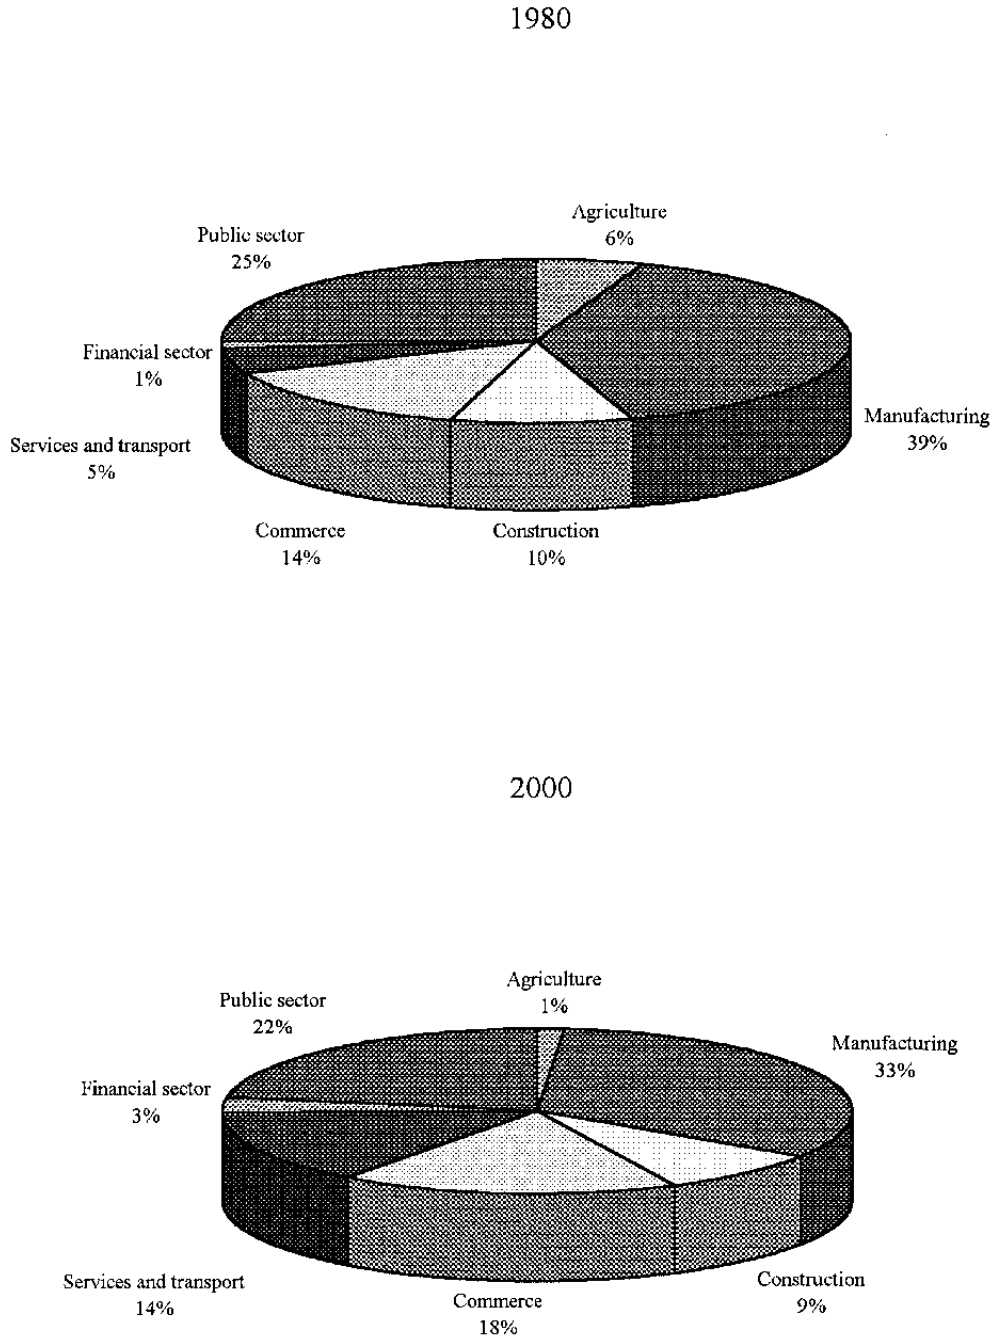 1980
Agriculture
6%
Public sector
25%
Financial sector
1%
Manufacturing
39%
Services and transport
5%
Commerce
14%
Construction
10%
2000
Agriculture
1%
Public sector
22%
Manufacturing
33%
Financial sector
3%
Services and transport
14%
Commerce
18%
Construction
9%